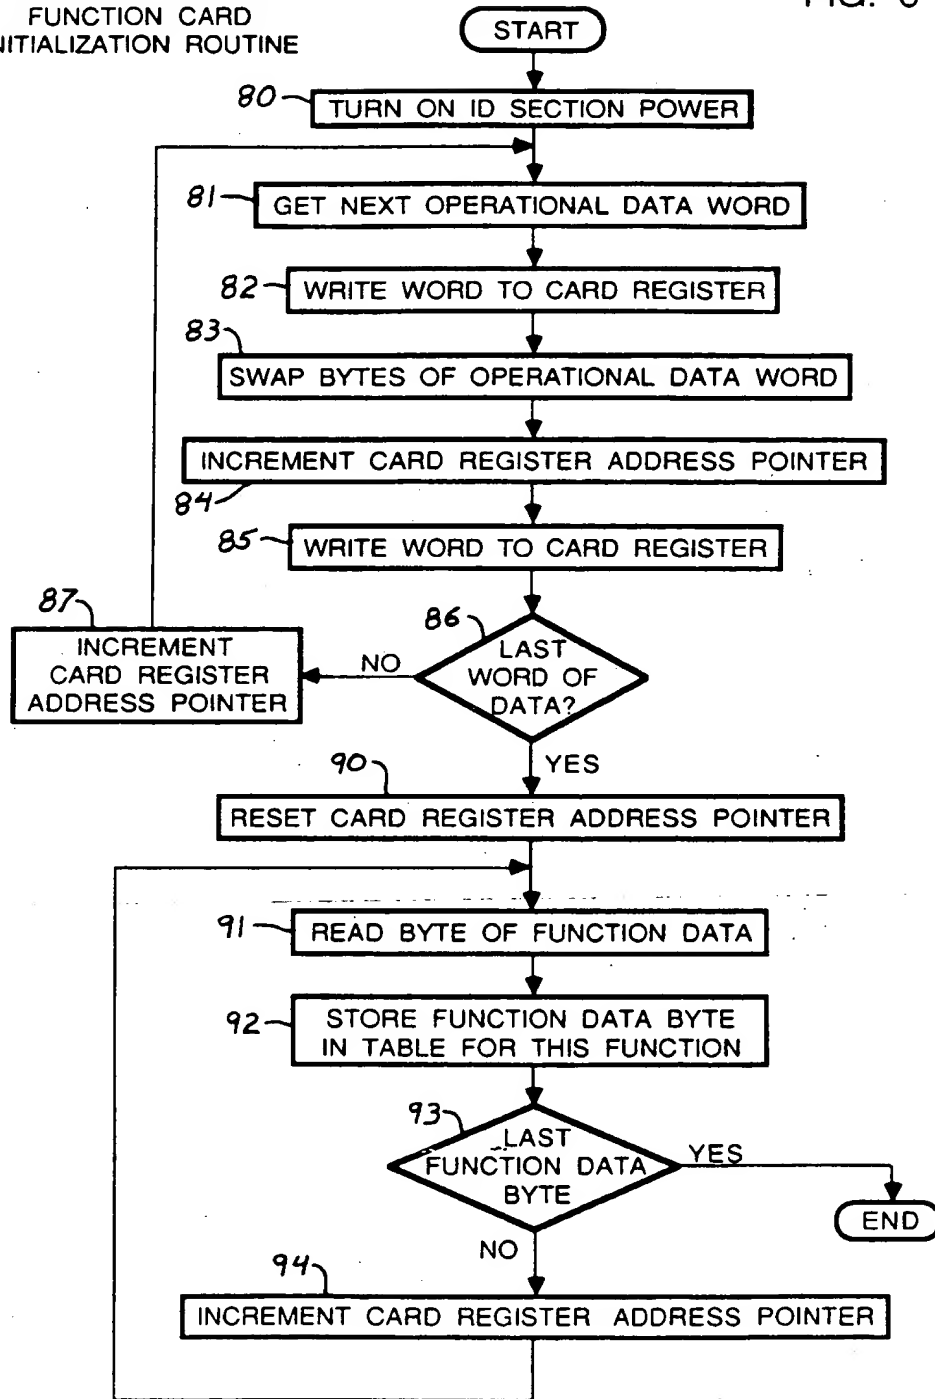 FUNCTION CARD
NITIALIZATION ROUTINE
FIG. 6
START
80
TURN ON ID SECTION POWER
81
GET NEXT OPERATIONAL DATA WORD
82
WRITE WORD TO CARD REGISTER
83
SWAP BYTES OF OPERATIONAL DATA WORD
INCREMENT CARD REGISTER ADDRESS POINTER
84
85
WRITE WORD TO CARD REGISTER
87
INCREMENT
CARD REGISTER
ADDRESS POINTER
86
LAST
WORD OF
DATA?
NO
YES
90
RESET CARD REGISTER ADDRESS POINTER
91
READ BYTE OF FUNCTION DATA
92
STORE FUNCTION DATA BYTE
IN TABLE FOR THIS FUNCTION
93
LAST
FUNCTION DATA
BYTE
YES
END
NO
94
INCREMENT CARD REGISTER ADDRESS POINTER